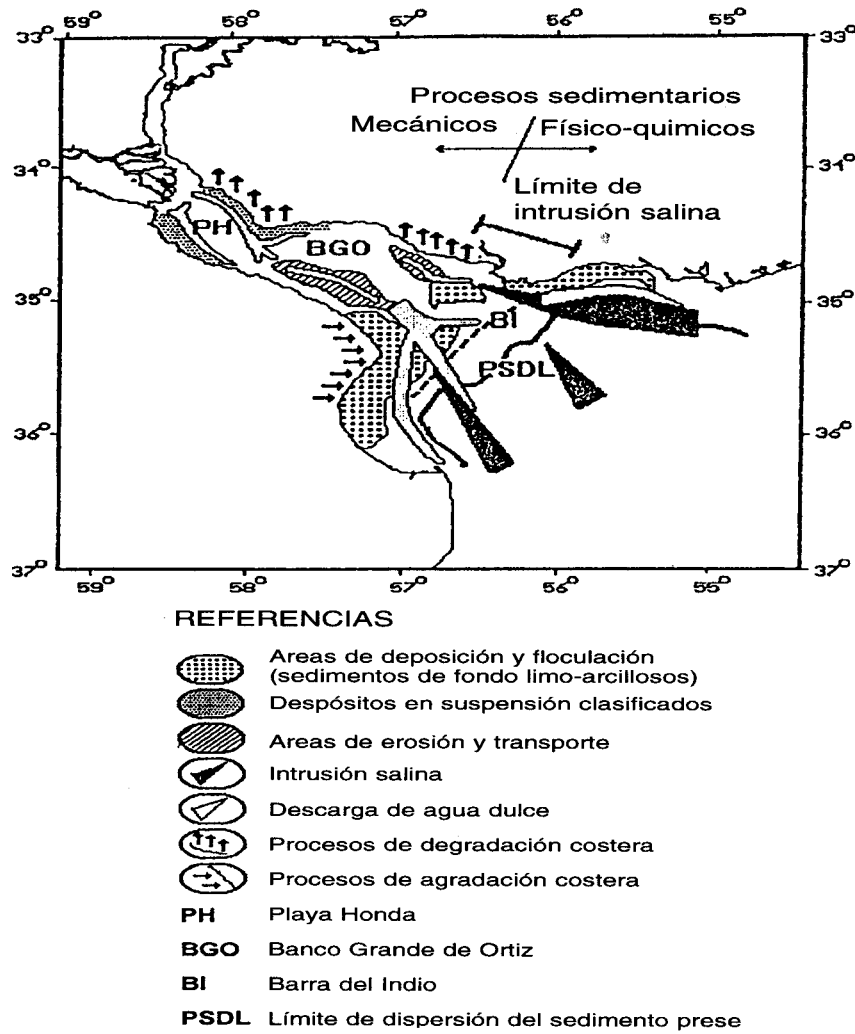 59° 58° 57° 56° 55°
33° 33°
Procesos sedimentarios
Mecánicos Físico-quimicos
34° 34°
Límite de
intrusión salina
PH
BGO
35° 35°
BI
PSDL
36° 36°
37° 37°
59° 58° 57° 56° 55°
REFERENCIAS
Areas de deposición y floculación
(sedimentos de fondo limo-arcillosos)
Despósitos en suspensión clasificados
Areas de erosión y transporte
Intrusión salina
Descarga de agua dulce
Procesos de degradación costera
Procesos de agradación costera
PH Playa Honda
BGO Banco Grande de Ortiz
BI Barra del Indio
PSDL Límite de dispersión del sedimento prese